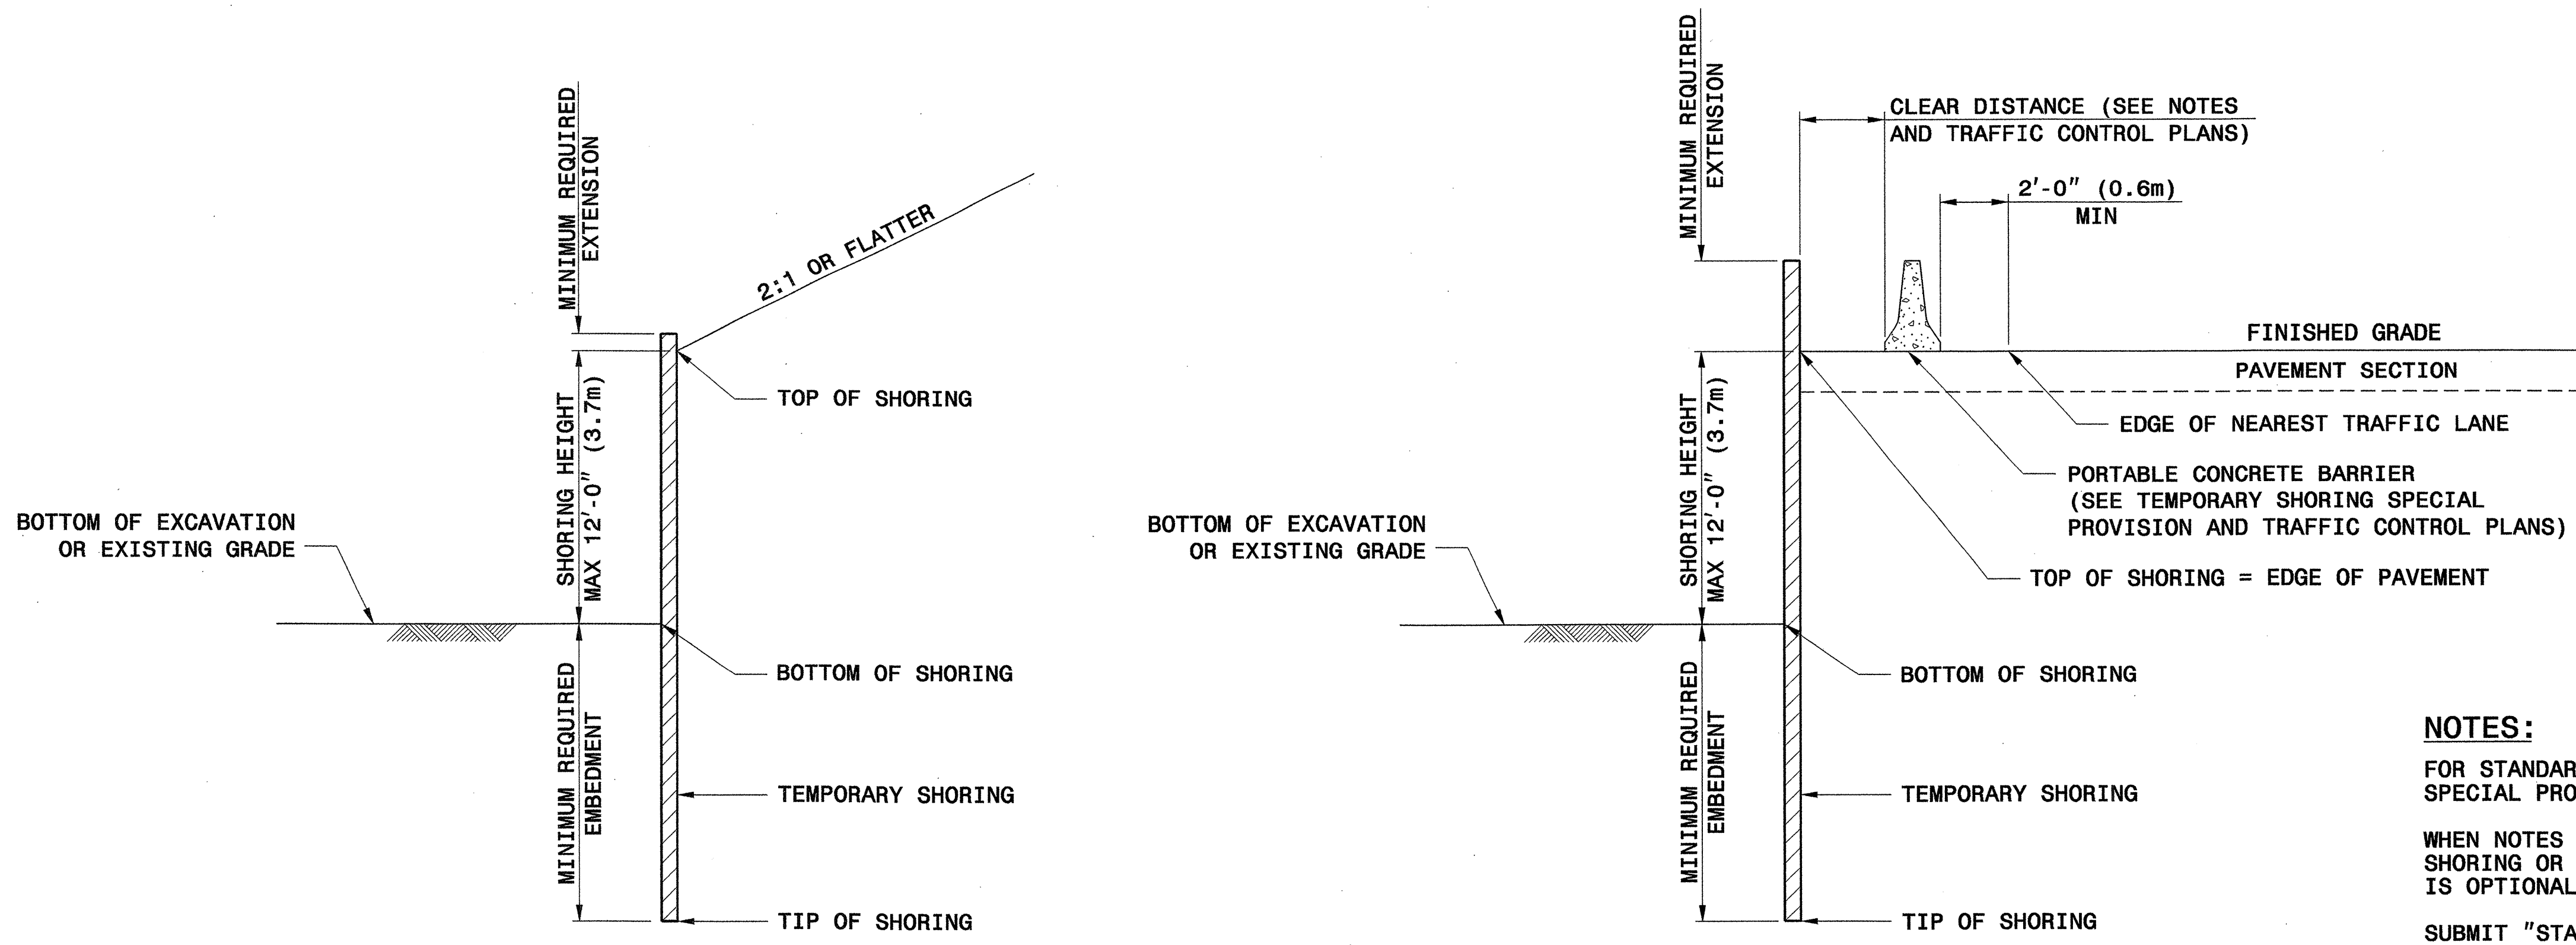 MINIMUM REQUIRED
EXTENSION
2:1 OR FLATTER
TOP OF SHORING
SHORING HEIGHT
MAX 12'-0" (3.7m)
BOTTOM OF EXCAVATION
OR EXISTING GRADE
BOTTOM OF SHORING
MINIMUM REQUIRED
EMBEDMENT
TEMPORARY SHORING
TIP OF SHORING
MINIMUM REQUIRED
EXTENSION
CLEAR DISTANCE (SEE NOTES
AND TRAFFIC CONTROL PLANS)
2'-0" (0.6m)
MIN
FINISHED GRADE
PAVEMENT SECTION
EDGE OF NEAREST TRAFFIC LANE
PORTABLE CONCRETE BARRIER
(SEE TEMPORARY SHORING SPECIAL
PROVISION AND TRAFFIC CONTROL PLANS)
TOP OF SHORING = EDGE OF PAVEMENT
SHORING HEIGHT
MAX 12'-0" (3.7m)
BOTTOM OF EXCAVATION
OR EXISTING GRADE
BOTTOM OF SHORING
MINIMUM REQUIRED
EMBEDMENT
TEMPORARY SHORING
TIP OF SHORING
NOTES:
FOR STANDAR
SPECIAL PRO
WHEN NOTES
SHORING OR
IS OPTIONAL
SUBMIT "STA